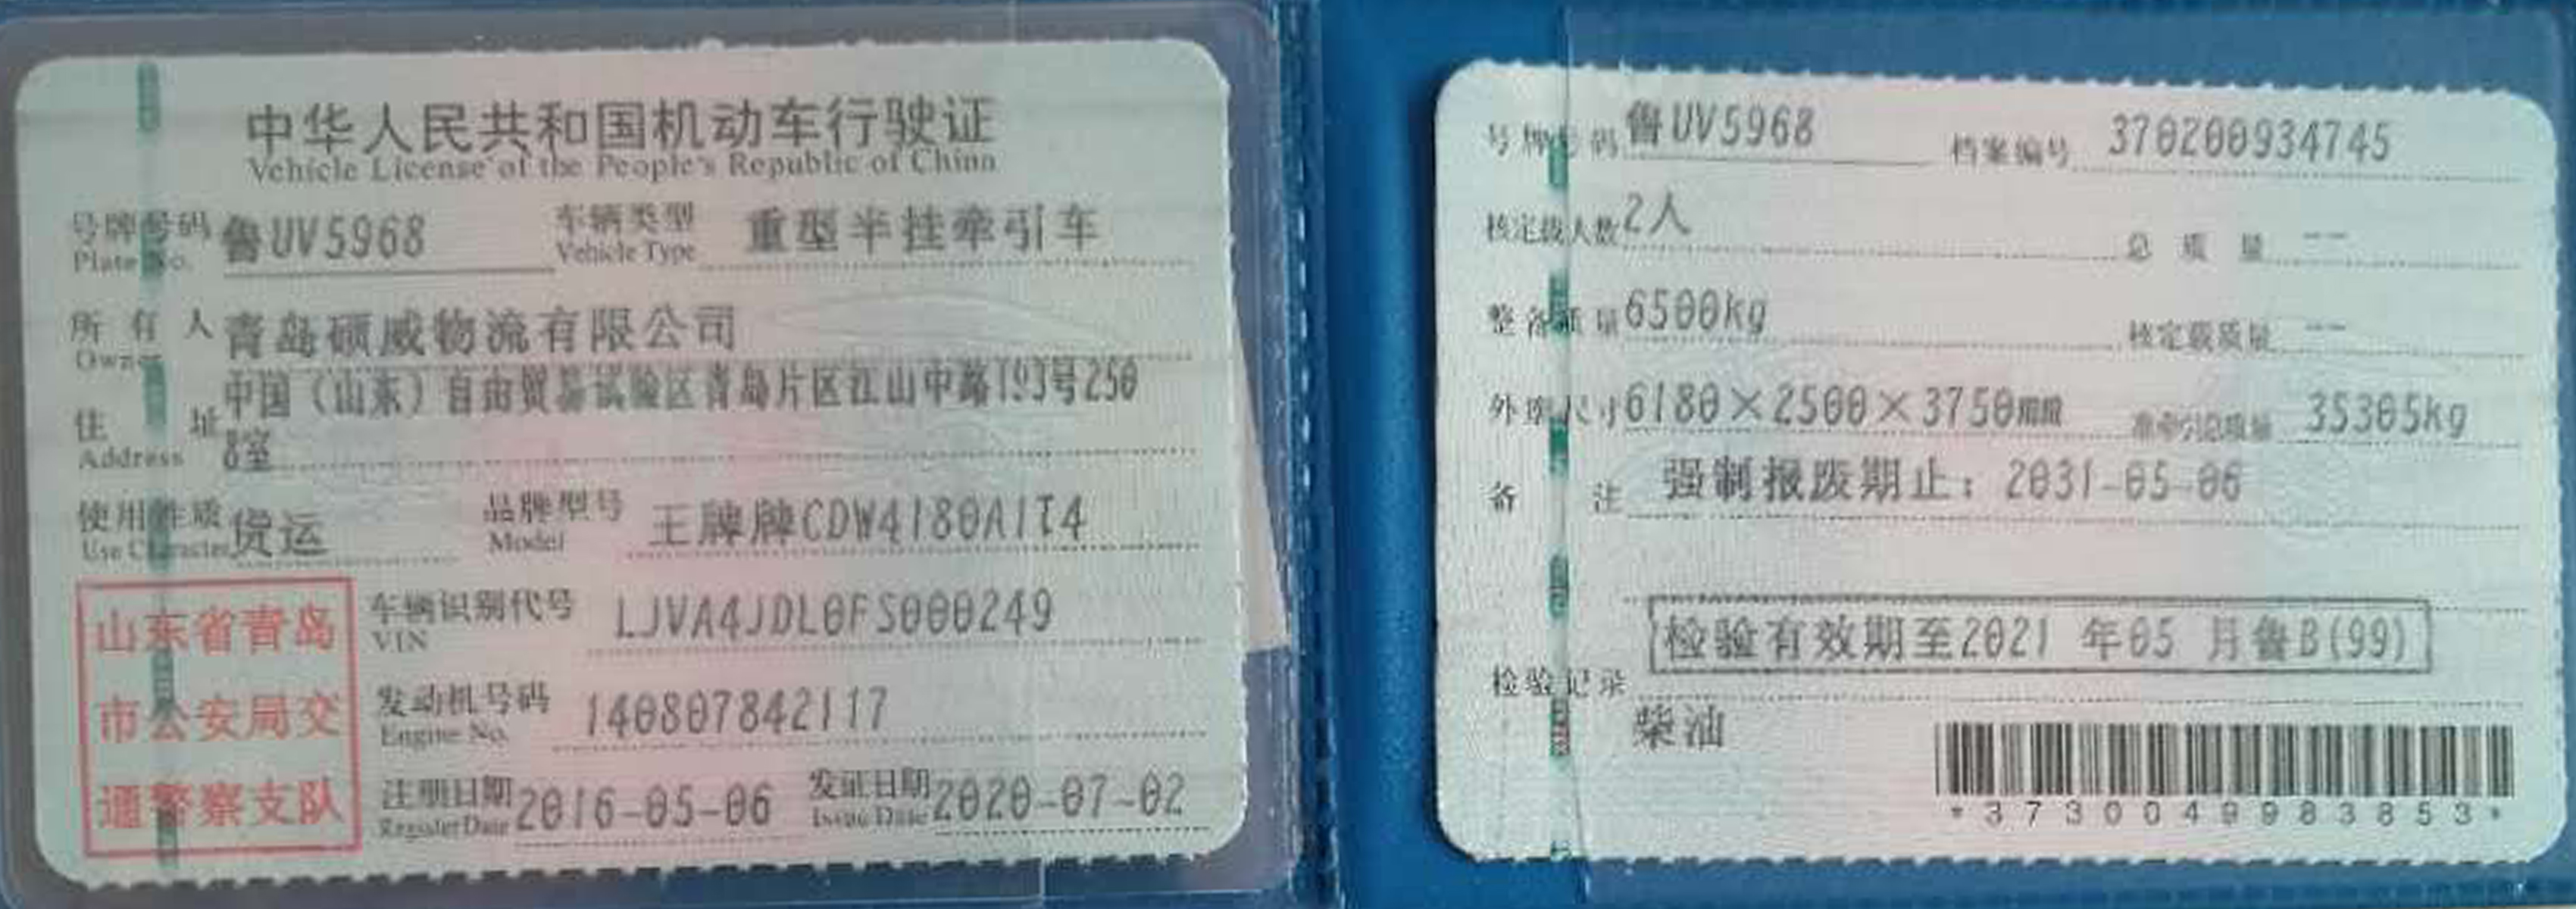 中华人民共和国机动车行驶证
Vehicle License of the People's Republic of China
号牌号码 鲁UV5968 车辆类型 重型半挂牵引车
Plate No. Vehicle Type
所有人 青岛硕威物流有限公司
Owner
中国（山东）自由贸易试验区青岛片区江山中路193号250
住址 8室
Address
使用性质 货运 品牌型号 王牌牌CDW4180A1T4
Use Character Model
山东省青岛
市公安局交
通警察支队
车辆识别代号 LJVA4JDL0FS000249
VIN
发动机号码 140807842117
Engine No.
注册日期 2016-05-06 发证日期 2020-07-02
Register Date Issue Date
号牌号码 鲁UV5968 档案编号 370200934745
核定载人数 2人 总质量 --
整备质量 6500kg 核定载质量 --
外廓尺寸 6180×2500×3750mm 准牵引总质量 35305kg
备注 强制报废期止：2031-05-06
检验有效期至2021 年05 月鲁B(99)
检验记录
柴油
*3730049983853*